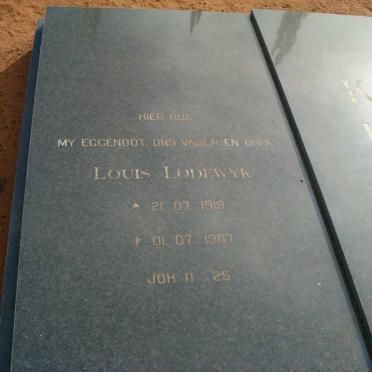 HIER RUS
MY EGGENOOT, ONS VADER EN OUPA
LOUIS LODEWYK
* 21. 07. 1919
† 01. 07. 1987
JOH. 11 : 25
K